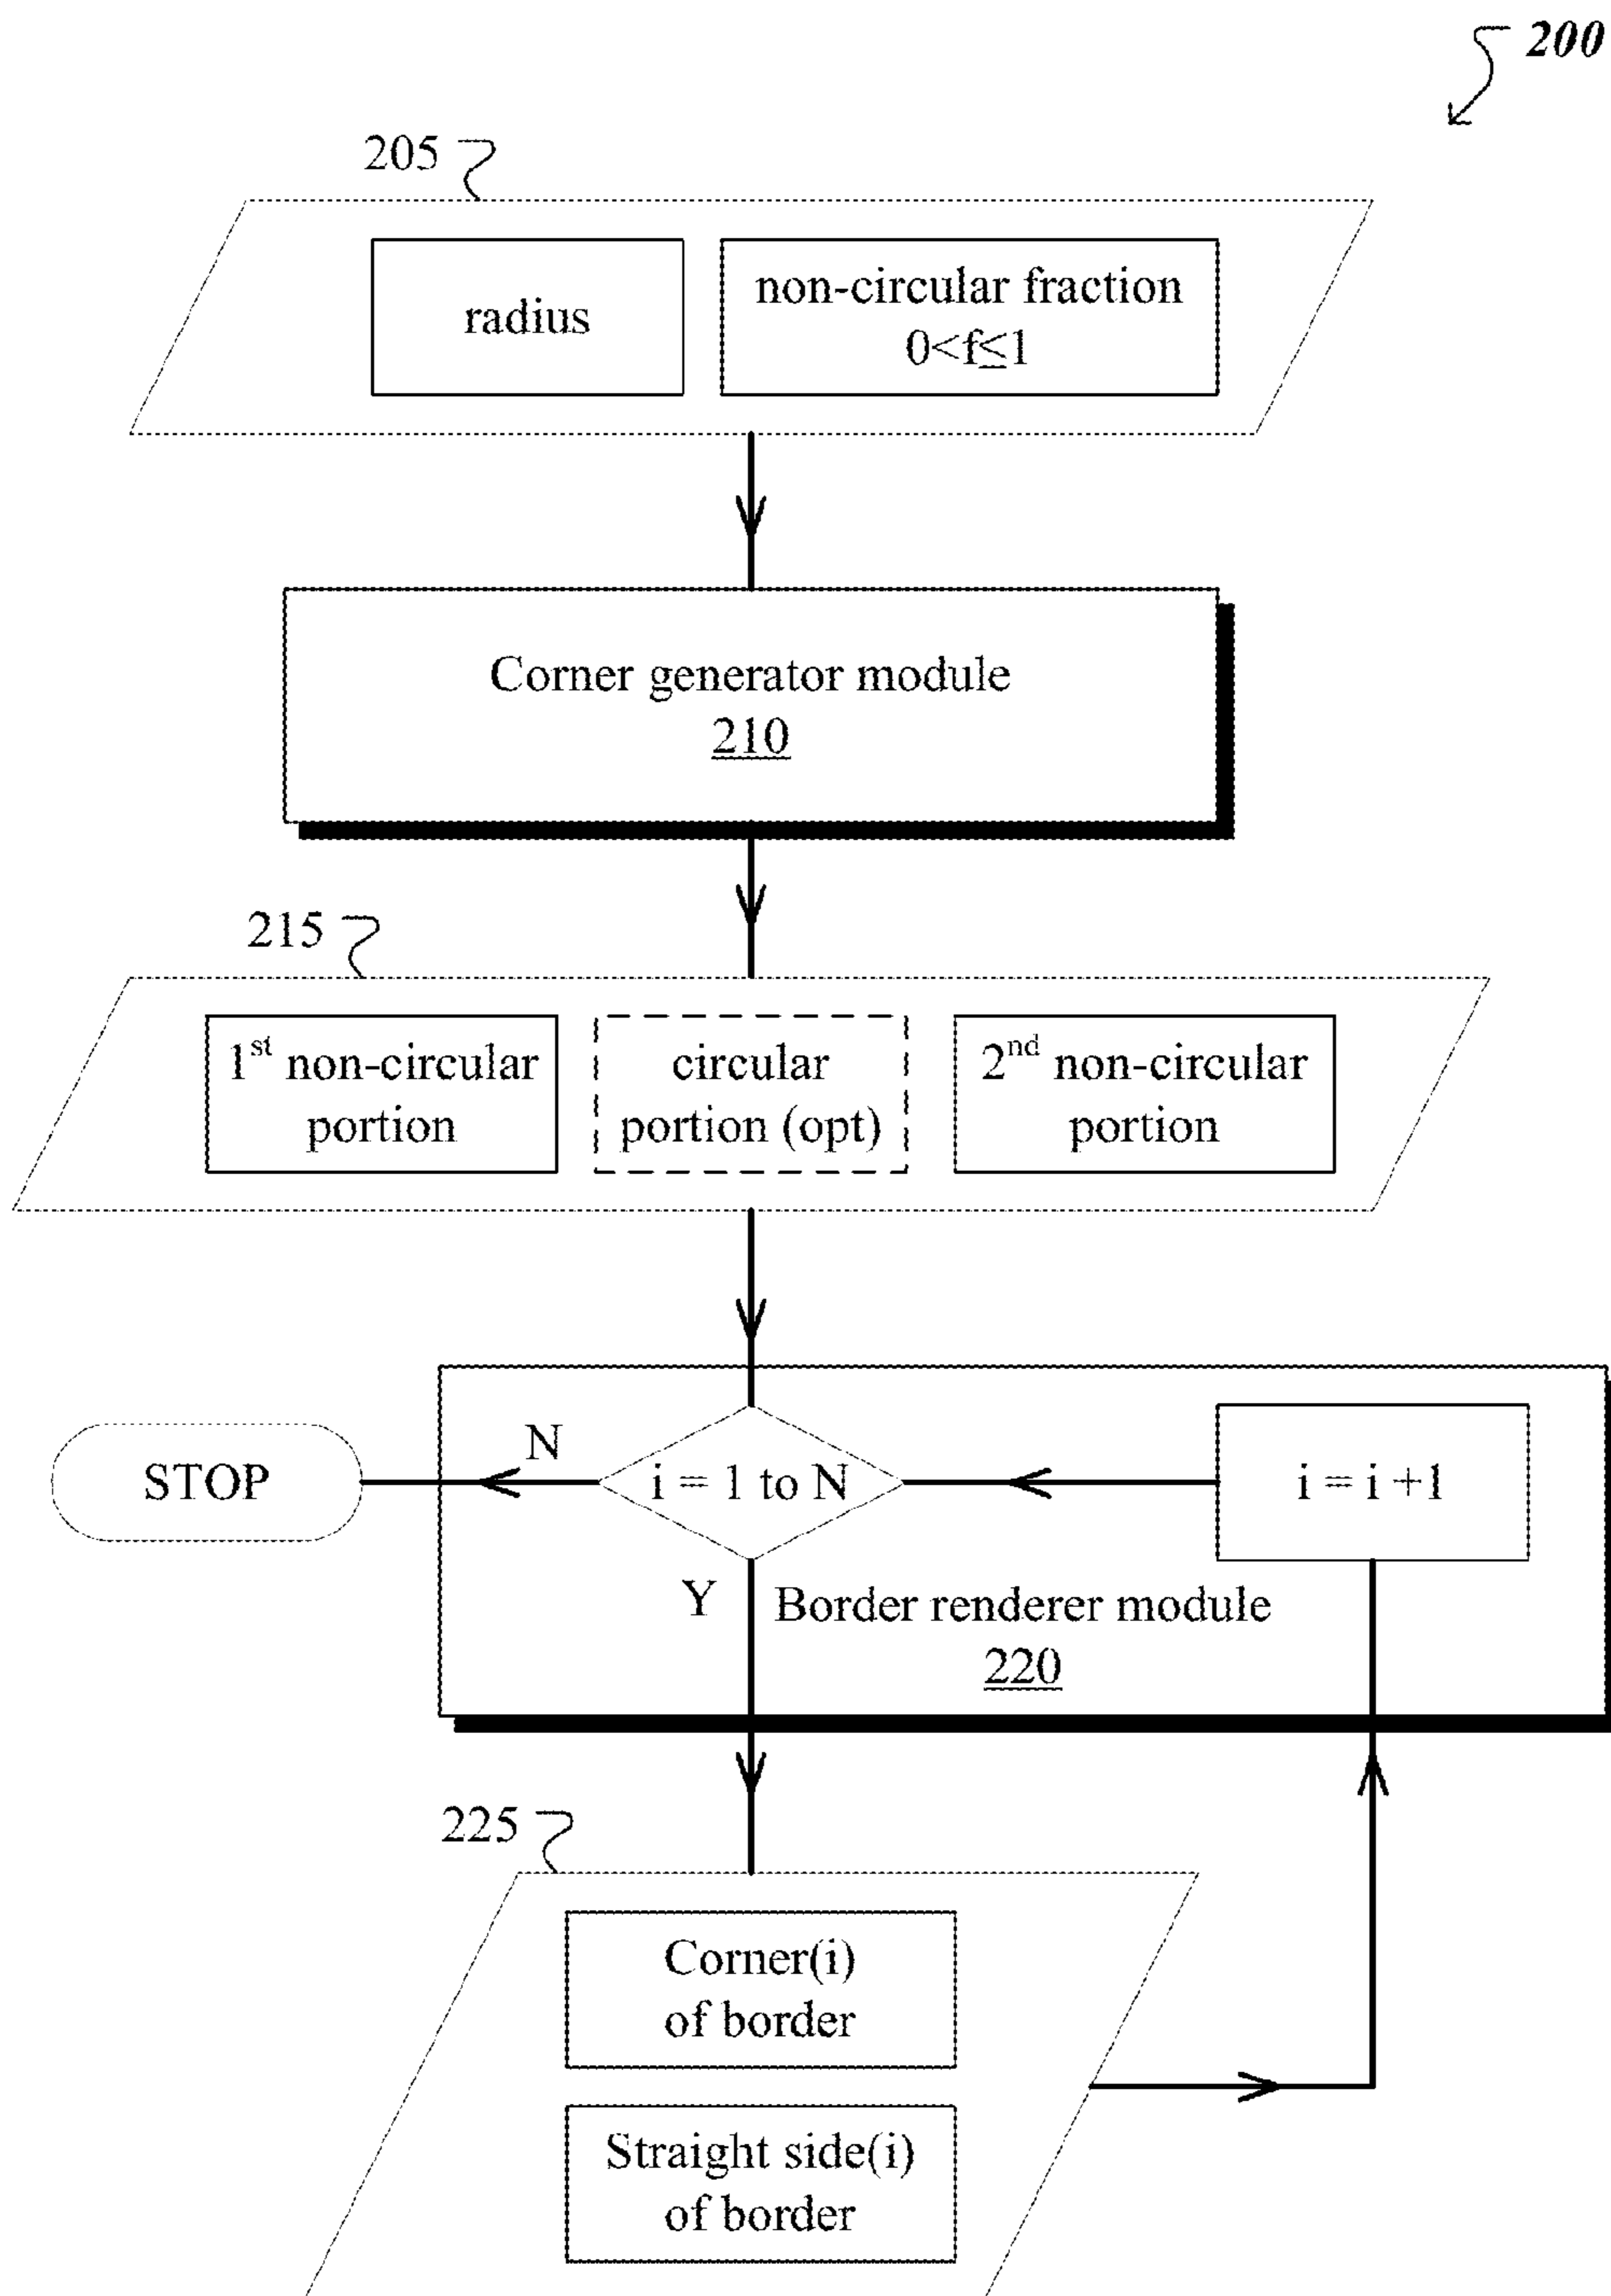 200
205
radius
non-circular fraction
0<f≤1
Corner generator module
210
215
1st non-circular
portion
circular
portion (opt)
2nd non-circular
portion
STOP
N
i = 1 to N
i = i +1
Y
Border renderer module
220
225
Corner(i)
of border
Straight side(i)
of border